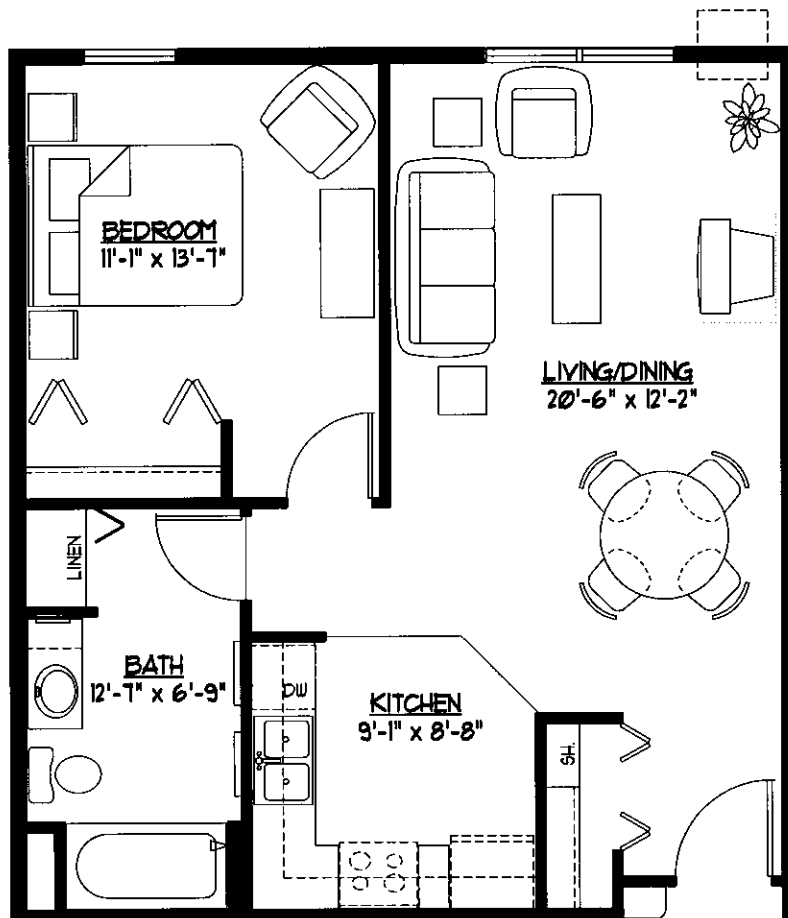 BEDROOM
11'-1" x 13'-7"
LIVING/DINING
20'-6" x 12'-2"
LINEN
BATH
12'-7" x 6'-9"
DW
KITCHEN
9'-1" x 8'-8"
SH.